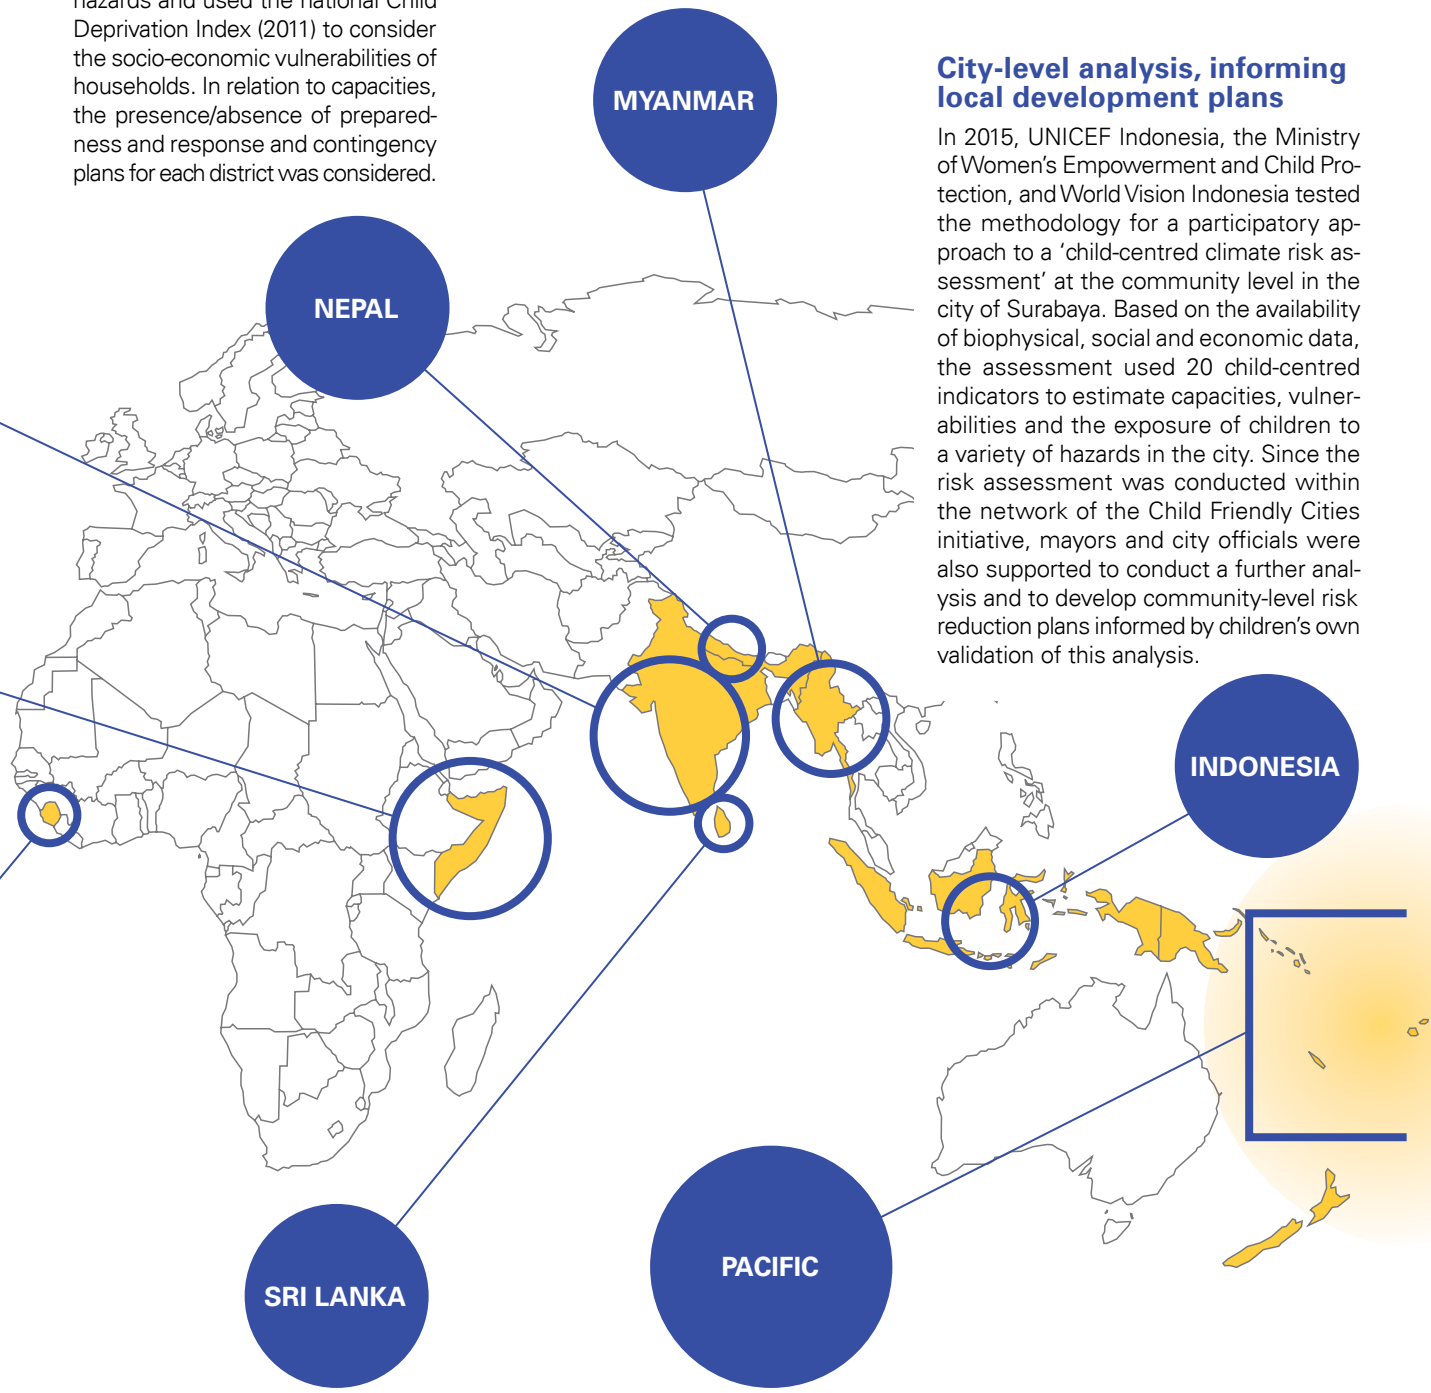 hazards and used the national Child
Deprivation Index (2011) to consider
the socio-economic vulnerabilities of
households. In relation to capacities,
the presence/absence of prepared-
ness and response and contingency
plans for each district was considered.
MYANMAR
City-level analysis, informing
local development plans
In 2015, UNICEF Indonesia, the Ministry
of Women's Empowerment and Child Pro-
tection, and World Vision Indonesia tested
the methodology for a participatory ap-
proach to a ‘child-centred climate risk as-
sessment’ at the community level in the
city of Surabaya. Based on the availability
of biophysical, social and economic data,
the assessment used 20 child-centred
indicators to estimate capacities, vulner-
abilities and the exposure of children to
a variety of hazards in the city. Since the
risk assessment was conducted within
the network of the Child Friendly Cities
initiative, mayors and city officials were
also supported to conduct a further anal-
ysis and to develop community-level risk
reduction plans informed by children's own
validation of this analysis.
NEPAL
INDONESIA
SRI LANKA
PACIFIC